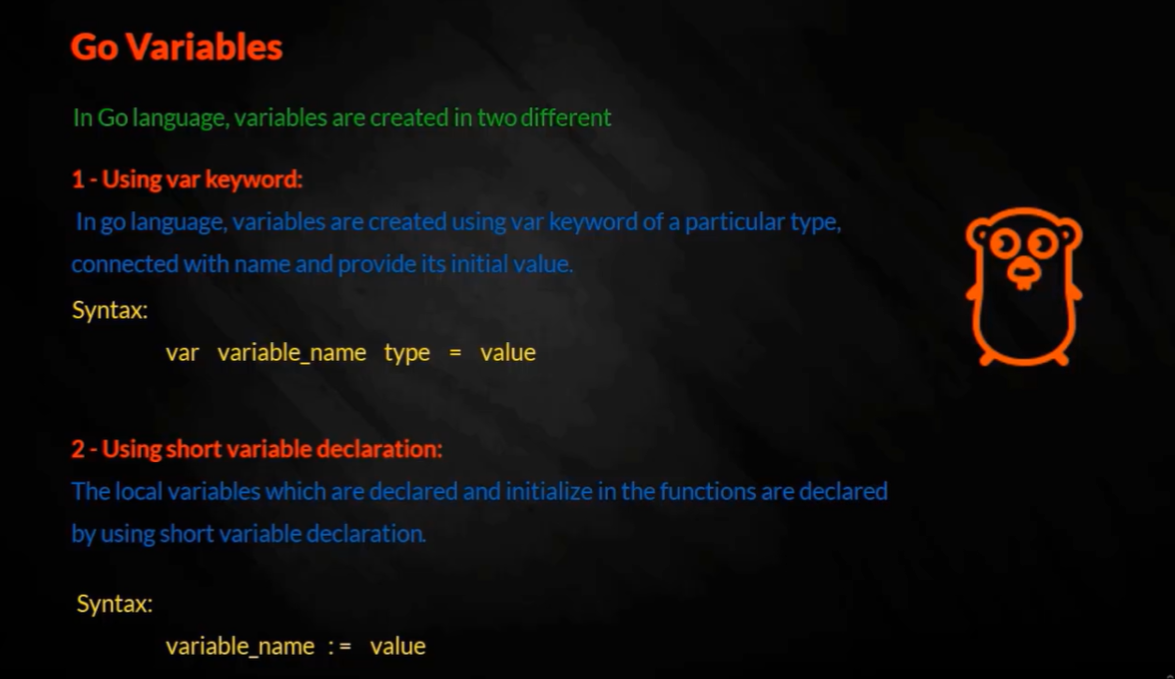 Go Variables
In Go language, variables are created in two different
1 - Using var keyword:
In go language, variables are created using var keyword of a particular type,
connected with name and provide its initial value.
Syntax:
var variable_name type = value
2 - Using short variable declaration:
The local variables which are declared and initialize in the functions are declared
by using short variable declaration.
Syntax:
variable_name := value